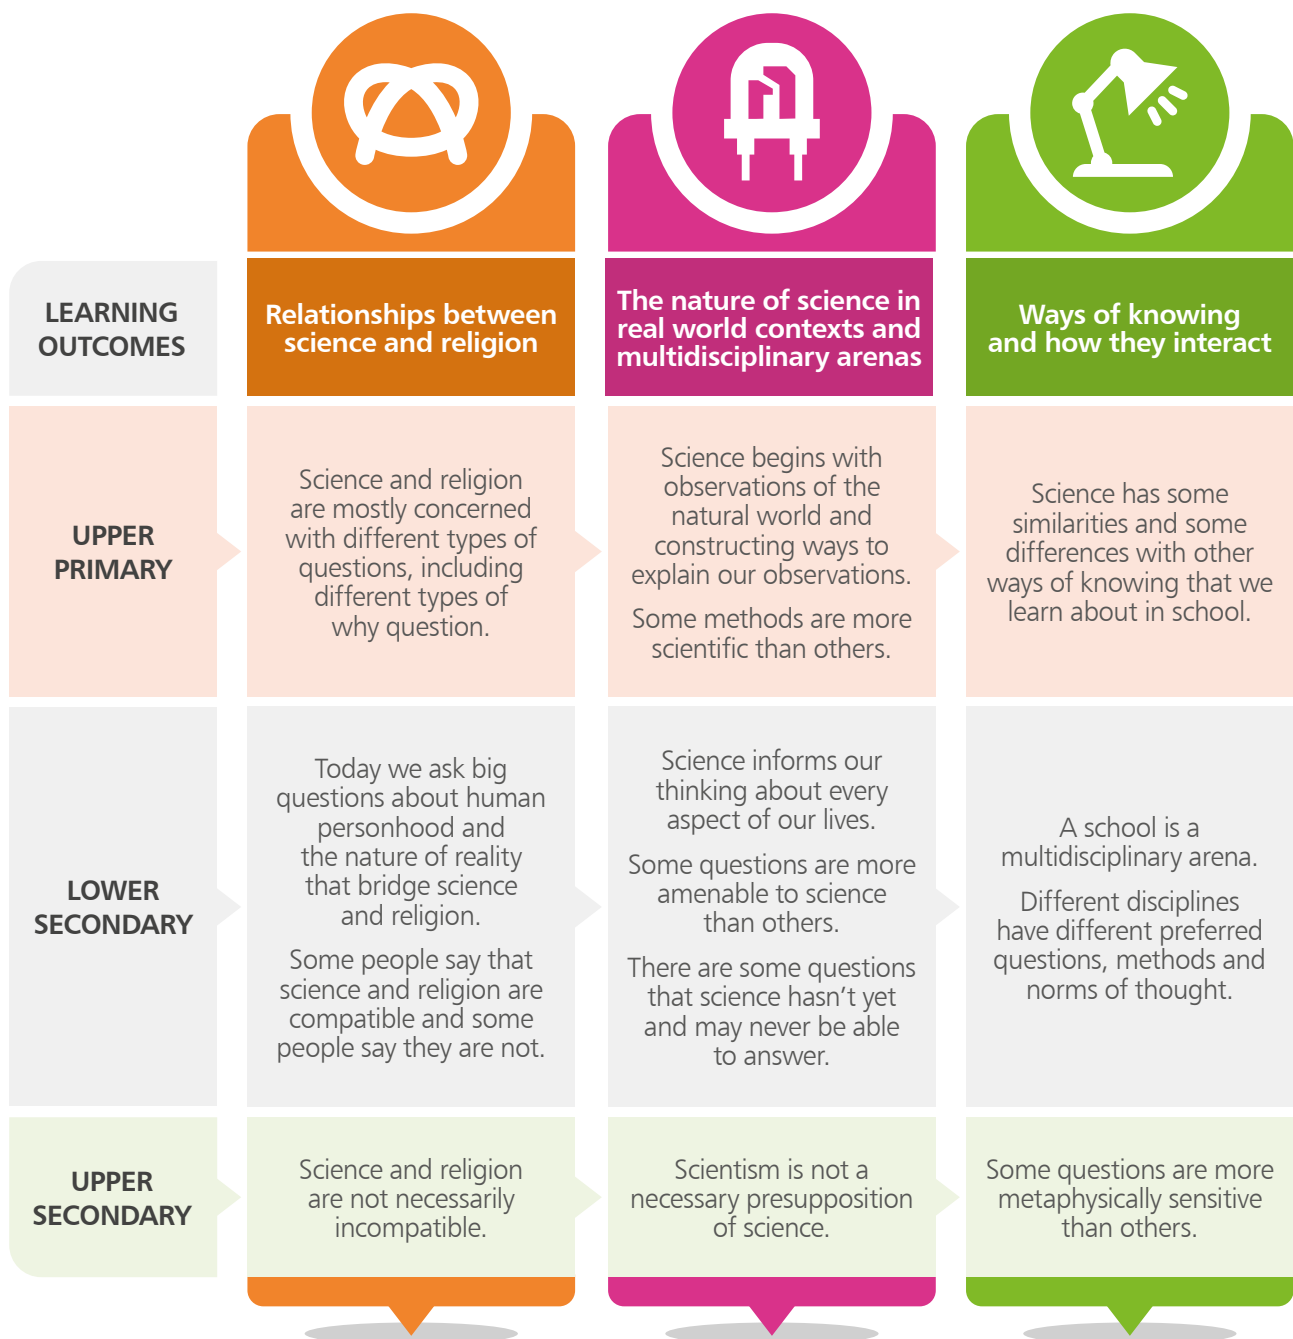 LEARNING
OUTCOMES
Relationships between
science and religion
The nature of science in
real world contexts and
multidisciplinary arenas
Ways of knowing
and how they interact
UPPER
PRIMARY
Science and religion
are mostly concerned
with different types of
questions, including
different types of
why question.
Science begins with
observations of the
natural world and
constructing ways to
explain our observations.
Some methods are more
scientific than others.
Science has some
similarities and some
differences with other
ways of knowing that we
learn about in school.
LOWER
SECONDARY
Today we ask big
questions about human
personhood and
the nature of reality
that bridge science
and religion.
Some people say that
science and religion are
compatible and some
people say they are not.
Science informs our
thinking about every
aspect of our lives.
Some questions are more
amenable to science
than others.
There are some questions
that science hasn't yet
and may never be able
to answer.
A school is a
multidisciplinary arena.
Different disciplines
have different preferred
questions, methods and
norms of thought.
UPPER
SECONDARY
Science and religion
are not necessarily
incompatible.
Scientism is not a
necessary presupposition
of science.
Some questions are more
metaphysically sensitive
than others.